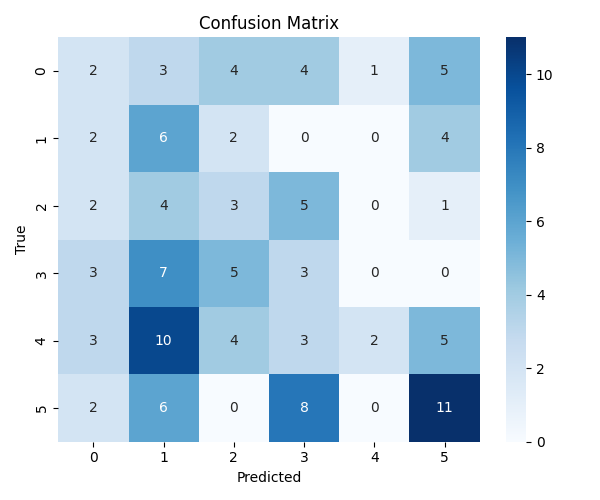 Confusion Matrix
0 2 3 4 4 1 5
1 2 6 2 0 0 4
2 2 4 3 5 0 1
3 3 7 5 3 0 0
4 3 10 4 3 2 5
5 2 6 0 8 0 11
0 1 2 3 4 5
Predicted
True
10
8
6
4
2
0